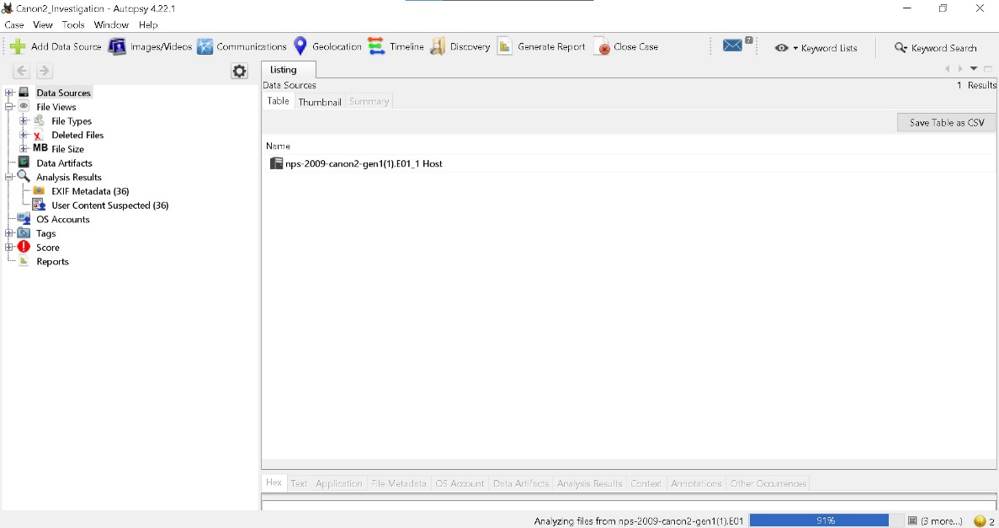 Canon2_Investigation - Autopsy 4.22.1
Case View Tools Window Help
Add Data Source Images/Videos Communications Geolocation Timeline Discovery Generate Report Close Case 7 Keyword Lists Keyword Search
Listing
Data Sources 1 Results
Table Thumbnail Summary
Save Table as CSV
Name
nps-2009-canon2-gen1(1).E01_1 Host
Data Sources
File Views
File Types
Deleted Files
MB File Size
Data Artifacts
Analysis Results
EXIF Metadata (36)
User Content Suspected (36)
OS Accounts
Tags
Score
Reports
Hex Text Application File Metadata OS Account Data Artifacts Analysis Results Context Annotations Other Occurrences
Analyzing files from nps-2009-canon2-gen1(1).E01 91% (3 more...) 2